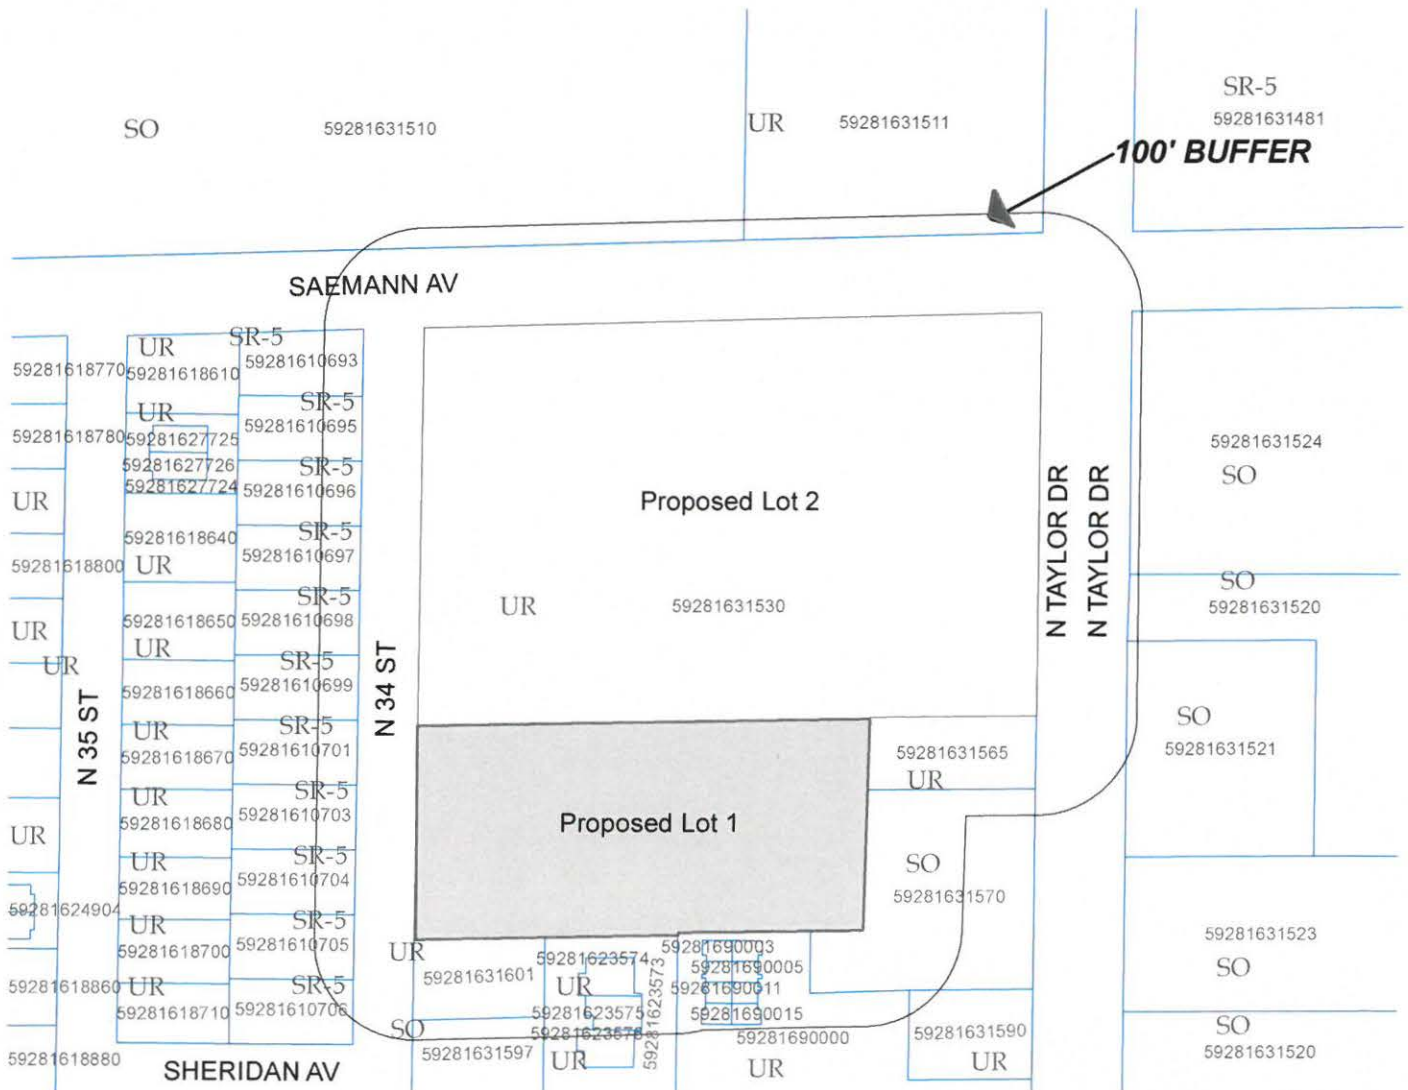 SR-5
SO
59281631510
UR
59281631511
59281631481
100' BUFFER
SAEMANN AV
SR-5
UR
59281618770
59281618610
59281610693
SR-5
UR
59281610695
59281618780
59281627725
59281631524
SR-5
59281627726
SO
59281627724
59281610696
UR
Proposed Lot 2
N TAYLOR DR
N TAYLOR DR
SR-5
59281618640
59281610697
59281618800
UR
SO
SR-5
UR
59281631530
59281631520
59281618650
59281610698
UR
UR
UR
SR-5
N 34 ST
59281618660
59281610699
SO
N 35 ST
UR
SR-5
59281618670
59281610701
59281631565
59281631521
UR
UR
SR-5
59281618680
59281610703
Proposed Lot 1
UR
UR
SR-5
SO
59281618690
59281610704
59281631570
59281624904
UR
SR-5
59281631523
59281618700
59281610705
59281690003
UR
59281623574
59281690005
SO
59281631601
59281618860
UR
SR-5
UR
59281690011
59281618710
59281610706
59281623575
59281690015
59281623573
SO
SO
59281623576
59281690000
59281631590
59281631597
59281631520
59281618880
SHERIDAN AV
UR
UR
UR